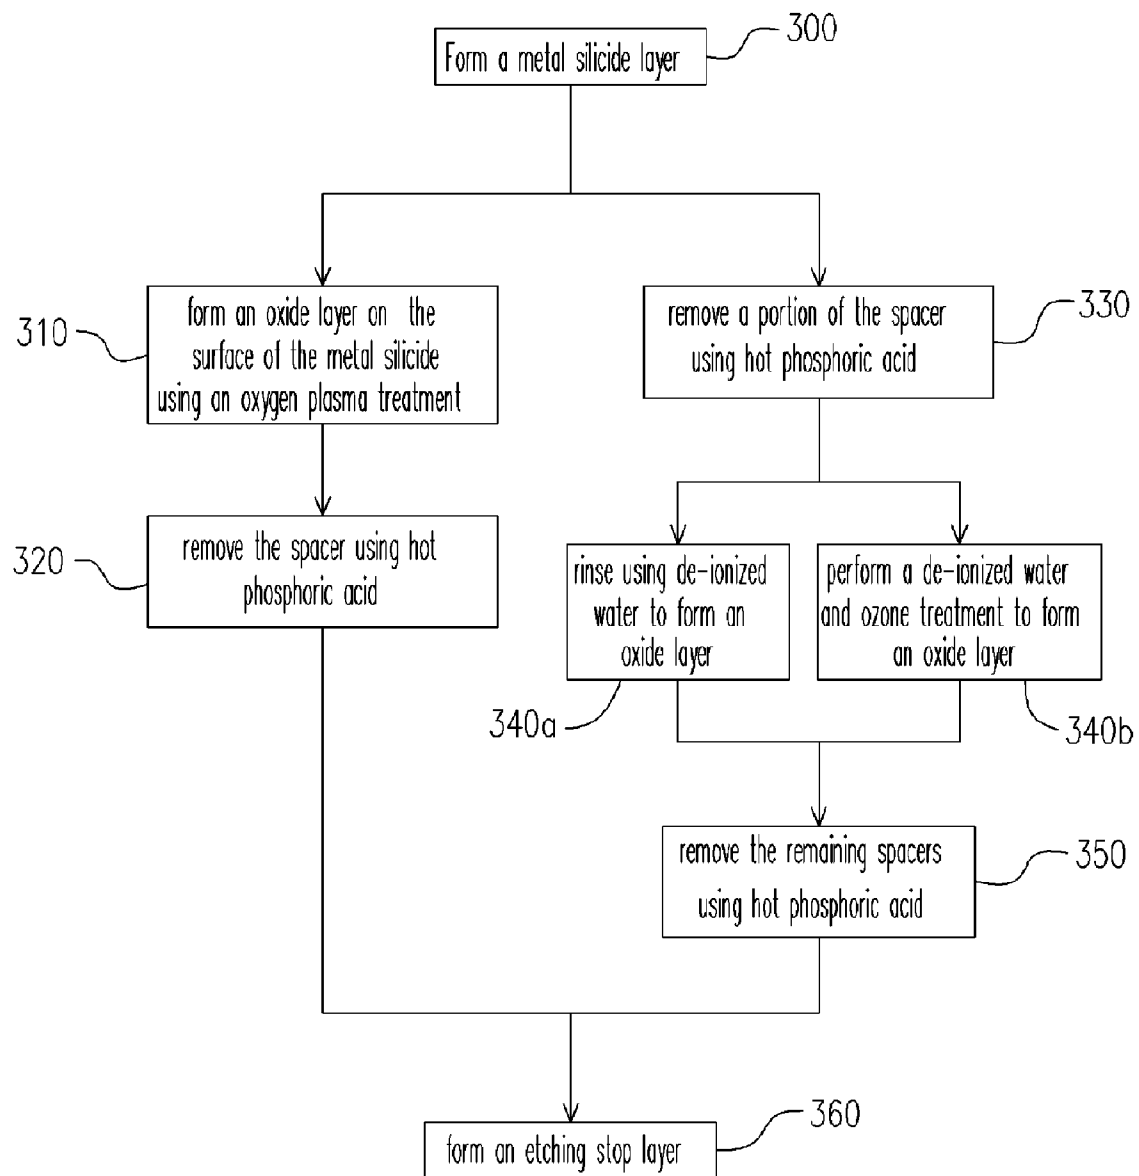 300
Form a metal silicide layer
310
form an oxide layer on the
surface of the metal silicide
using an oxygen plasma treatment
330
remove a portion of the spacer
using hot phosphoric acid
320
remove the spacer using hot
phosphoric acid
rinse using de-ionized
water to form an
oxide layer
340a
perform a de-ionized water
and ozone treatment to form
an oxide layer
340b
350
remove the remaining spacers
using hot phosphoric acid
360
form an etching stop layer